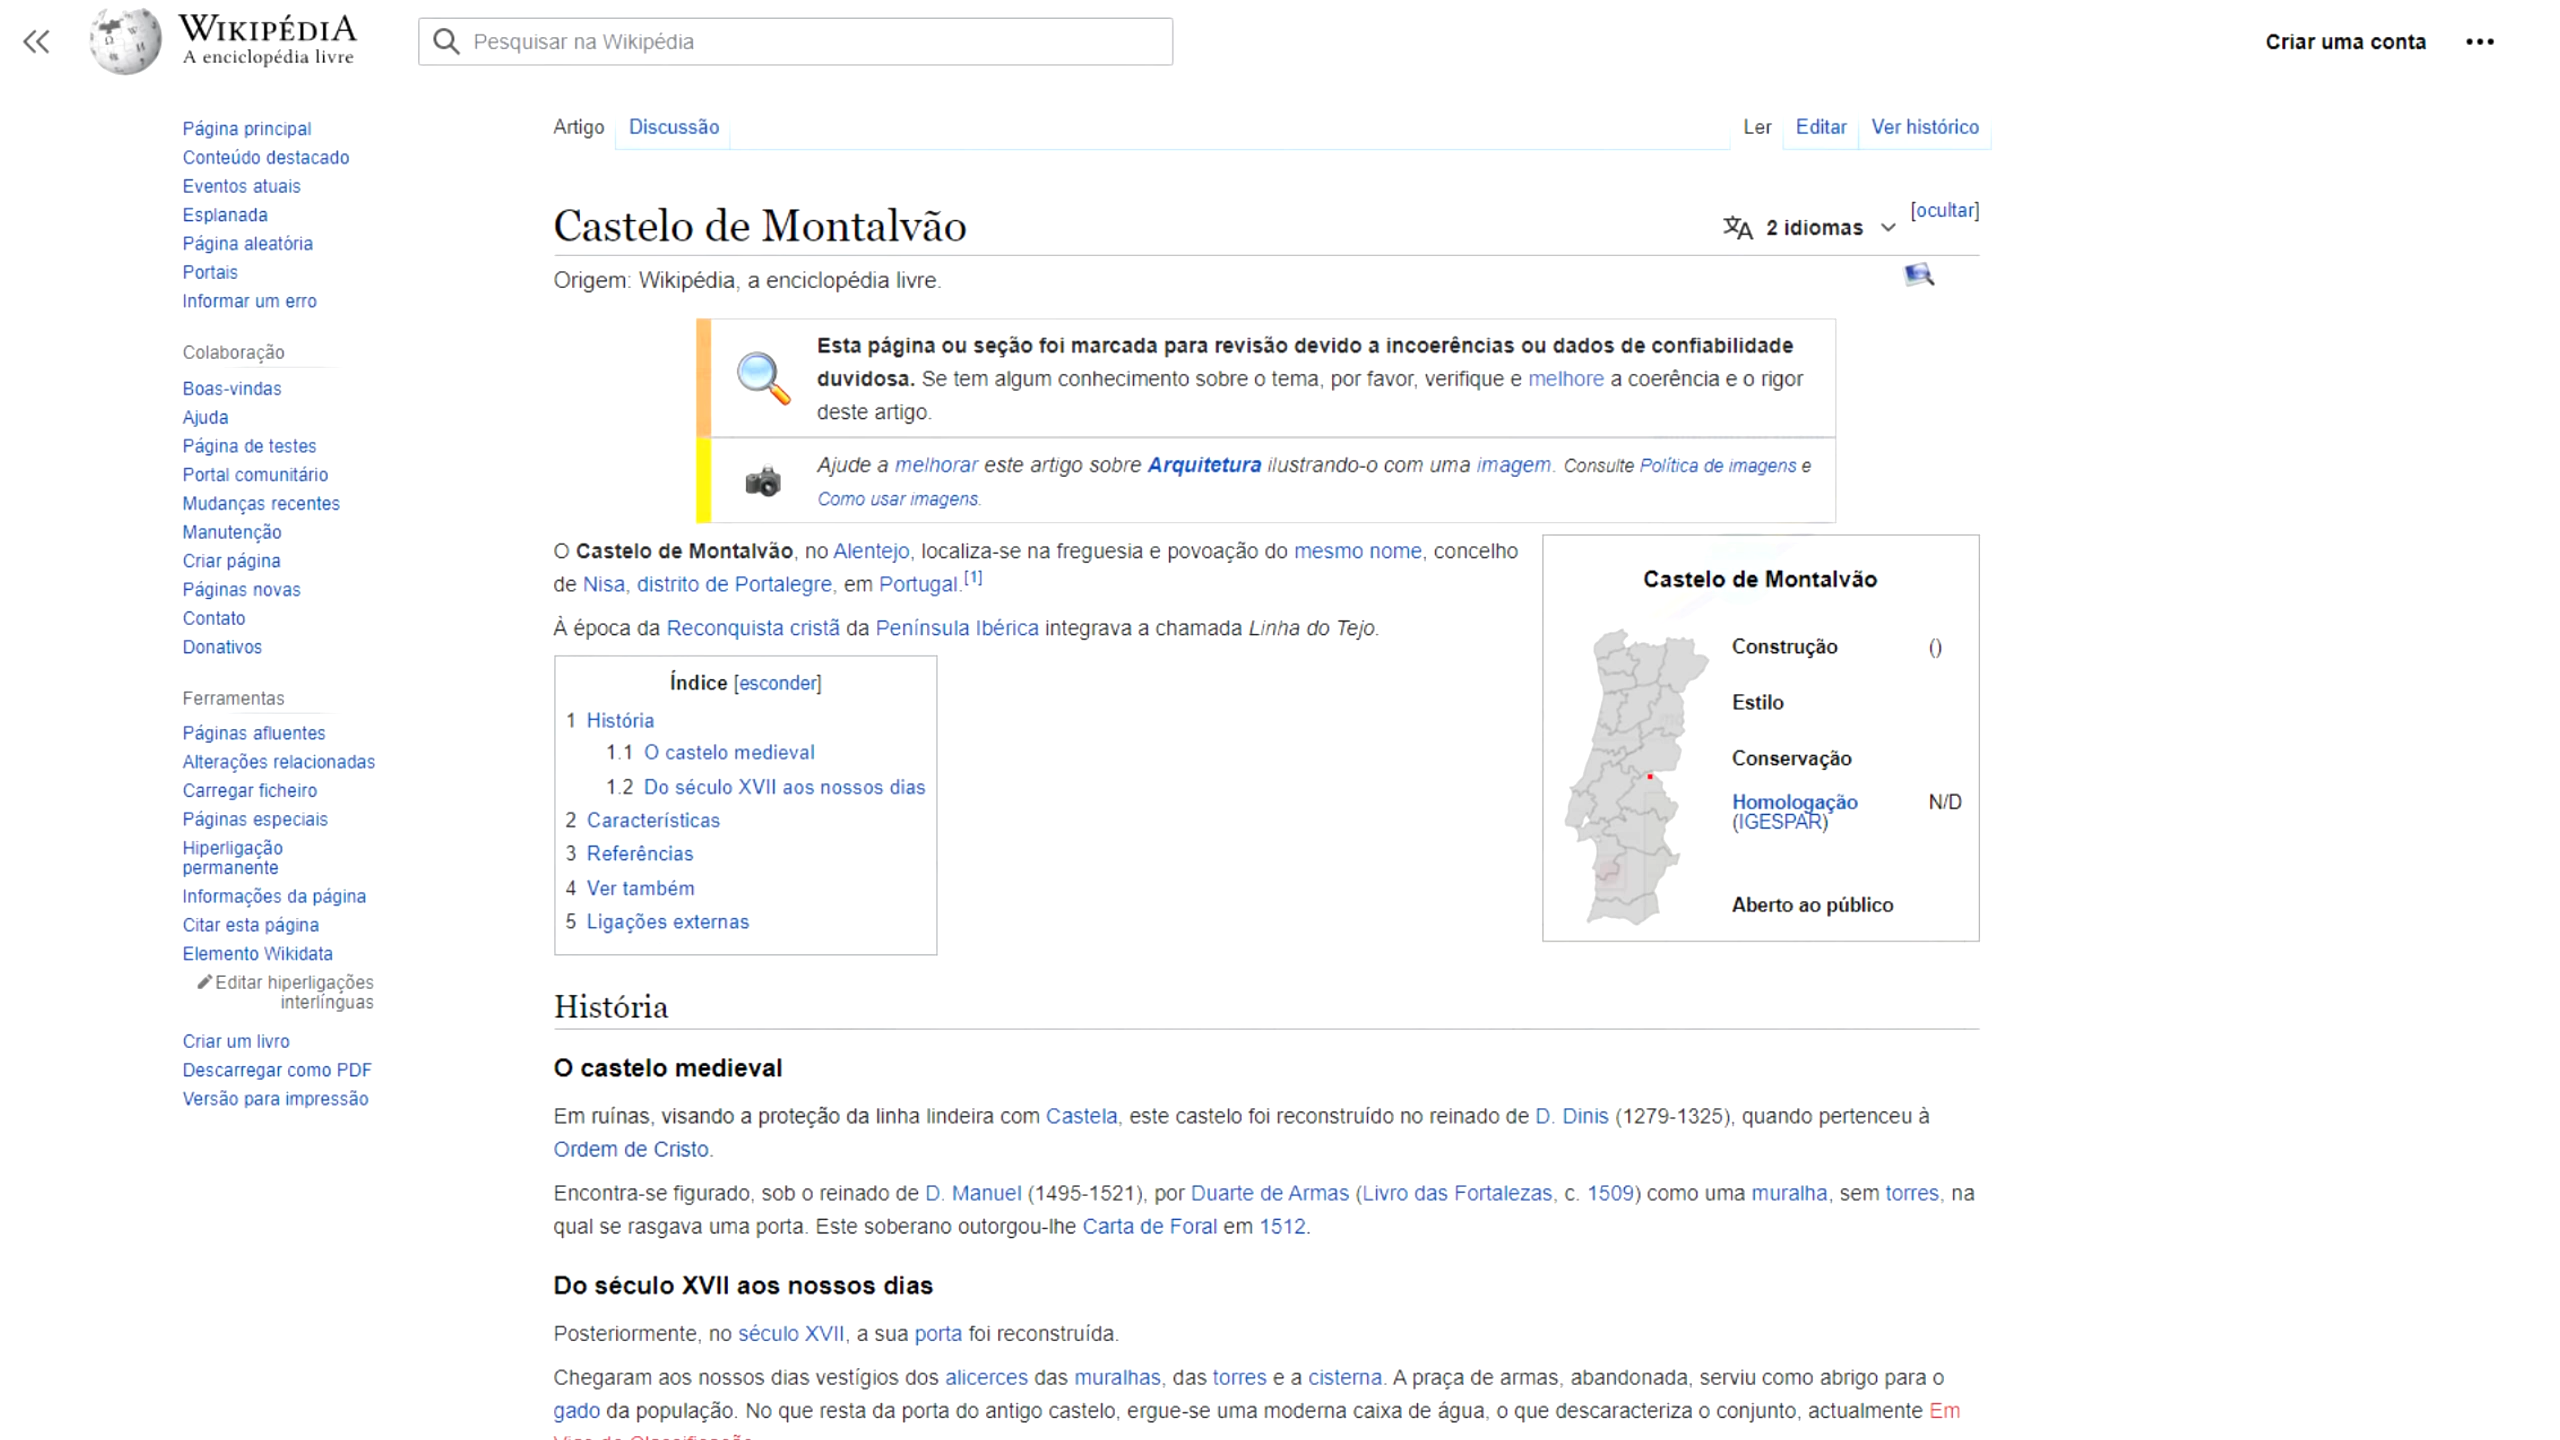 WIKIPÉDIA
A enciclopédia livre
Pesquisar na Wikipédia
Criar uma conta
Página principal
Conteúdo destacado
Eventos atuais
Esplanada
Página aleatória
Portais
Informar um erro
Colaboração
Boas-vindas
Ajuda
Página de testes
Portal comunitário
Mudanças recentes
Manutenção
Criar página
Páginas novas
Contato
Donativos
Ferramentas
Páginas afluentes
Alterações relacionadas
Carregar ficheiro
Páginas especiais
Hiperligação
permanente
Informações da página
Citar esta página
Elemento Wikidata
Editar hiperligações
interlínguas
Criar um livro
Descarregar como PDF
Versão para impressão
Artigo Discussão
Ler Editar Ver histórico
Castelo de Montalvão
2 idiomas
[ocultar]
Origem: Wikipédia, a enciclopédia livre.
Esta página ou seção foi marcada para revisão devido a incoerências ou dados de confiabilidade
duvidosa. Se tem algum conhecimento sobre o tema, por favor, verifique e melhore a coerência e o rigor
deste artigo.
Ajude a melhorar este artigo sobre Arquitetura ilustrando-o com uma imagem. Consulte Política de imagens e
Como usar imagens.
O Castelo de Montalvão, no Alentejo, localiza-se na freguesia e povoação do mesmo nome, concelho
de Nisa, distrito de Portalegre, em Portugal.[1]
À época da Reconquista cristã da Península Ibérica integrava a chamada Linha do Tejo.
Castelo de Montalvão
Construção ()
Estilo
Conservação
Homologação N/D
(IGESPAR)
Aberto ao público
Índice [esconder]
1 História
1.1 O castelo medieval
1.2 Do século XVII aos nossos dias
2 Características
3 Referências
4 Ver também
5 Ligações externas
História
O castelo medieval
Em ruínas, visando a proteção da linha lindeira com Castela, este castelo foi reconstruído no reinado de D. Dinis (1279-1325), quando pertenceu à
Ordem de Cristo.
Encontra-se figurado, sob o reinado de D. Manuel (1495-1521), por Duarte de Armas (Livro das Fortalezas, c. 1509) como uma muralha, sem torres, na
qual se rasgava uma porta. Este soberano outorgou-lhe Carta de Foral em 1512.
Do século XVII aos nossos dias
Posteriormente, no século XVII, a sua porta foi reconstruída.
Chegaram aos nossos dias vestígios dos alicerces das muralhas, das torres e a cisterna. A praça de armas, abandonada, serviu como abrigo para o
gado da população. No que resta da porta do antigo castelo, ergue-se uma moderna caixa de água, o que descaracteriza o conjunto, actualmente Em